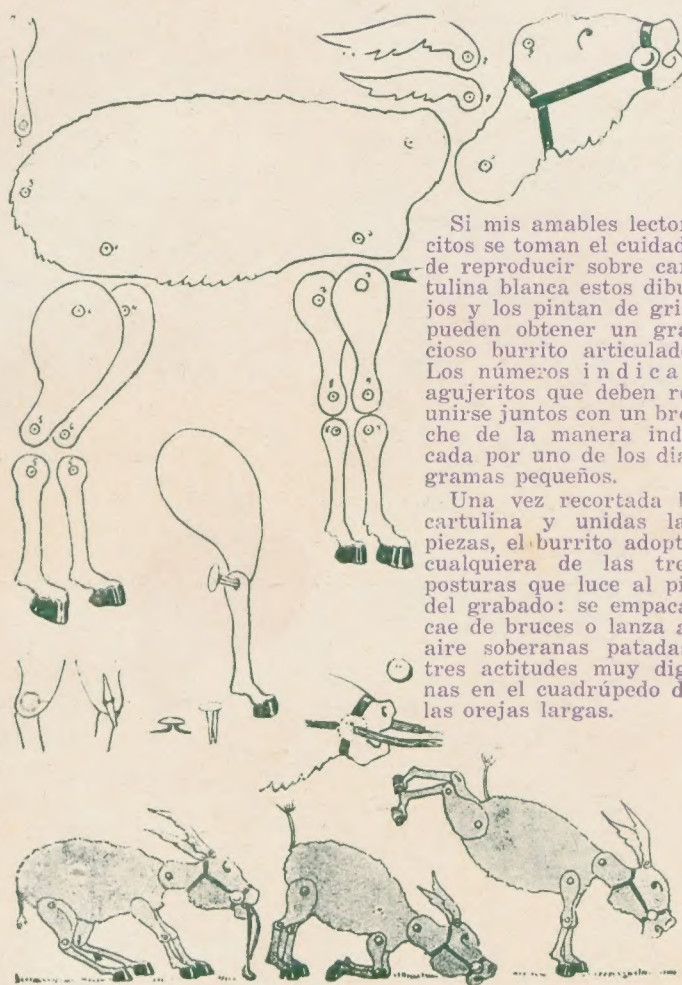 Si mis amables lector
citos se toman el cuidad
de reproducir sobre car
tulina blanca estos dibu
jos y los pintan de gri
pueden obtener un gra
cioso burrito articulad
Los números indica
agujeritos que deben r
unirse juntos con un bro
che de la manera indi
cada por uno de los dia
gramas pequeños.
Una vez recortada l
cartulina y unidas la
piezas, el burrito adopt
cualquiera de las tre
posturas que luce al pi
del grabado: se empaca
cae de bruces o lanza a
aire soberanas patadas
tres actitudes muy dig
nas en el cuadrúpedo d
las orejas largas.